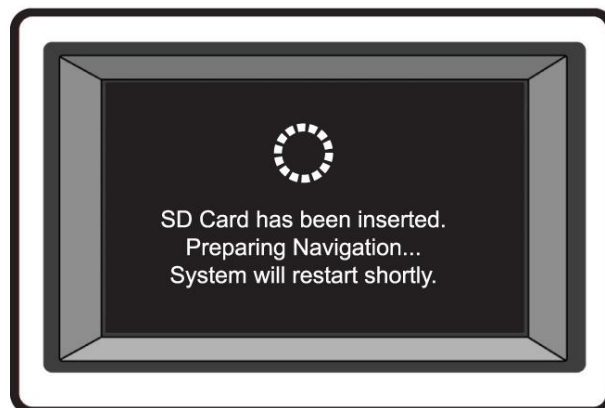 SD Card has been inserted.
Preparing Navigation...
System will restart shortly.